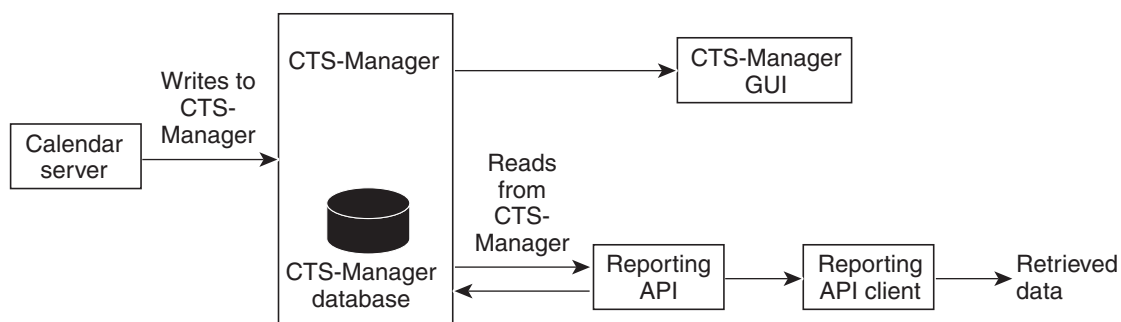 Calendar
server
Writes to
CTS-
Manager
CTS-Manager
CTS-Manager
database
CTS-Manager
GUI
Reads
from
CTS-
Manager
Reporting
API
Reporting
API client
Retrieved
data